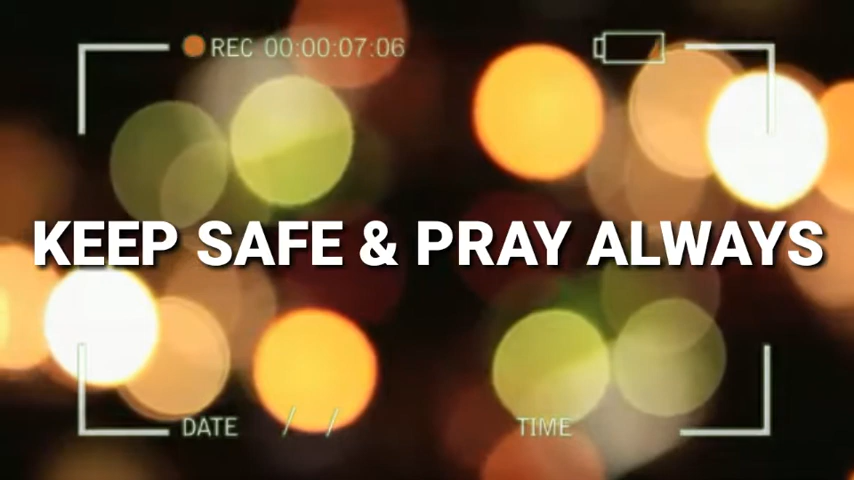 REC 00:00:07:06
KEEP SAFE & PRAY ALWAYS
DATE / /
TIME